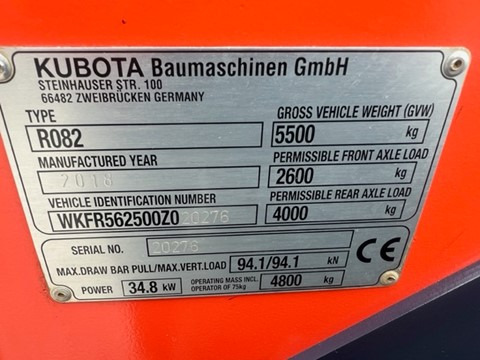 KUBOTA Baumaschinen GmbH
STEINHAUSER STR. 100
66482 ZWEIBRÜCKEN GERMANY
TYPE
R082
MANUFACTURED YEAR
2018
VEHICLE IDENTIFICATION NUMBER
WKFR562500Z020276
GROSS VEHICLE WEIGHT (GVW)
5500 kg
PERMISSIBLE FRONT AXLE LOAD
2600 kg
PERMISSIBLE REAR AXLE LOAD
4000 kg
SERIAL NO. 20276
MAX.DRAW BAR PULL/MAX.VERT.LOAD 94.1/94.1 kN
POWER 34.8 kW OPERATING MASS INCL. OPERATOR OF 75kg 4800 kg
CE